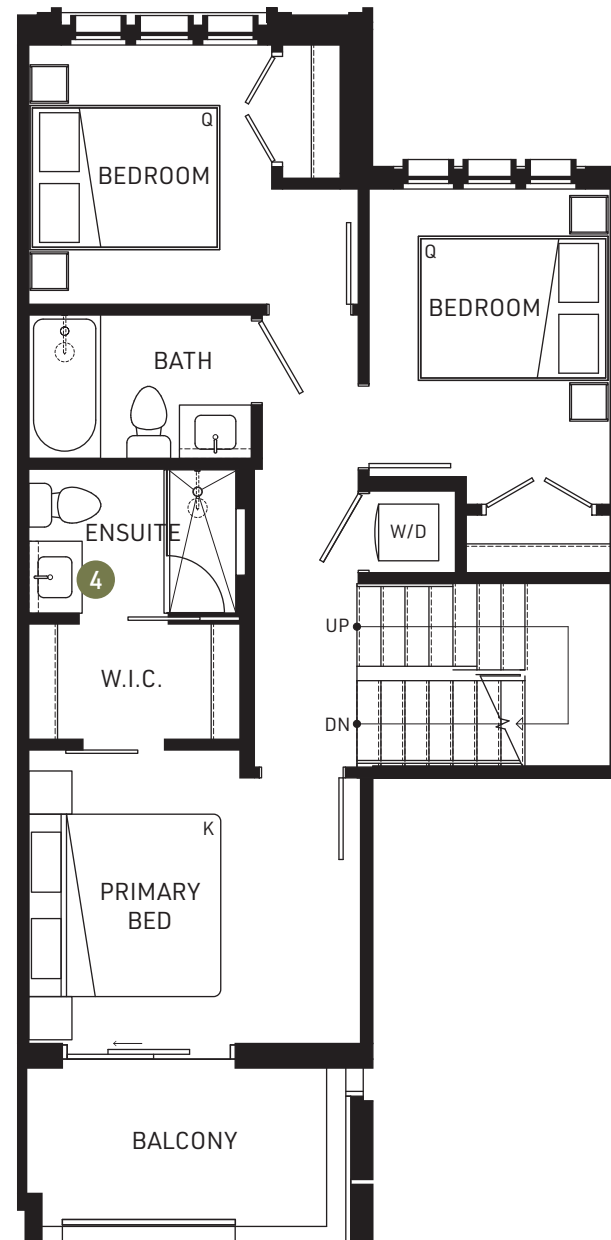 Q
BEDROOM
Q
BEDROOM
BATH
ENSUITE
W/D
4
UP
W.I.C.
DN
K
PRIMARY
BED
BALCONY